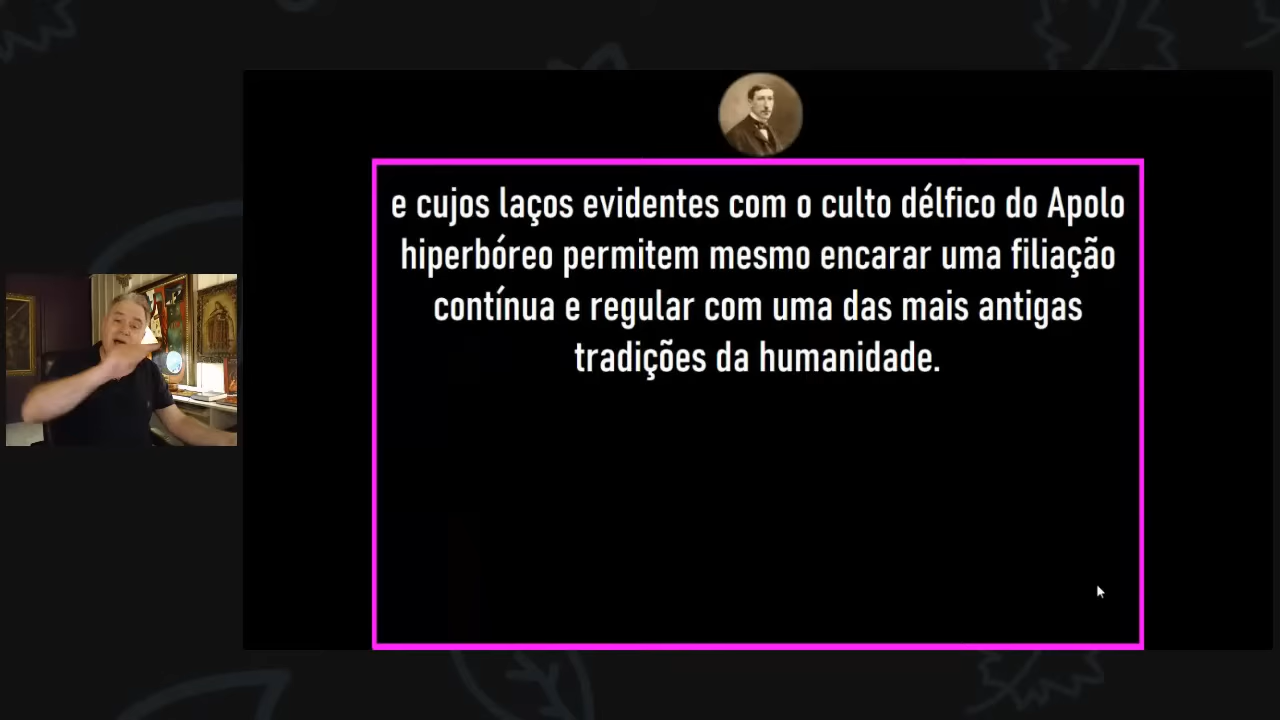 e cujos laços evidentes com o culto délfico do Apolo
hiperbóreo permitem mesmo encarar uma filiação
contínua e regular com uma das mais antigas
tradições da humanidade.